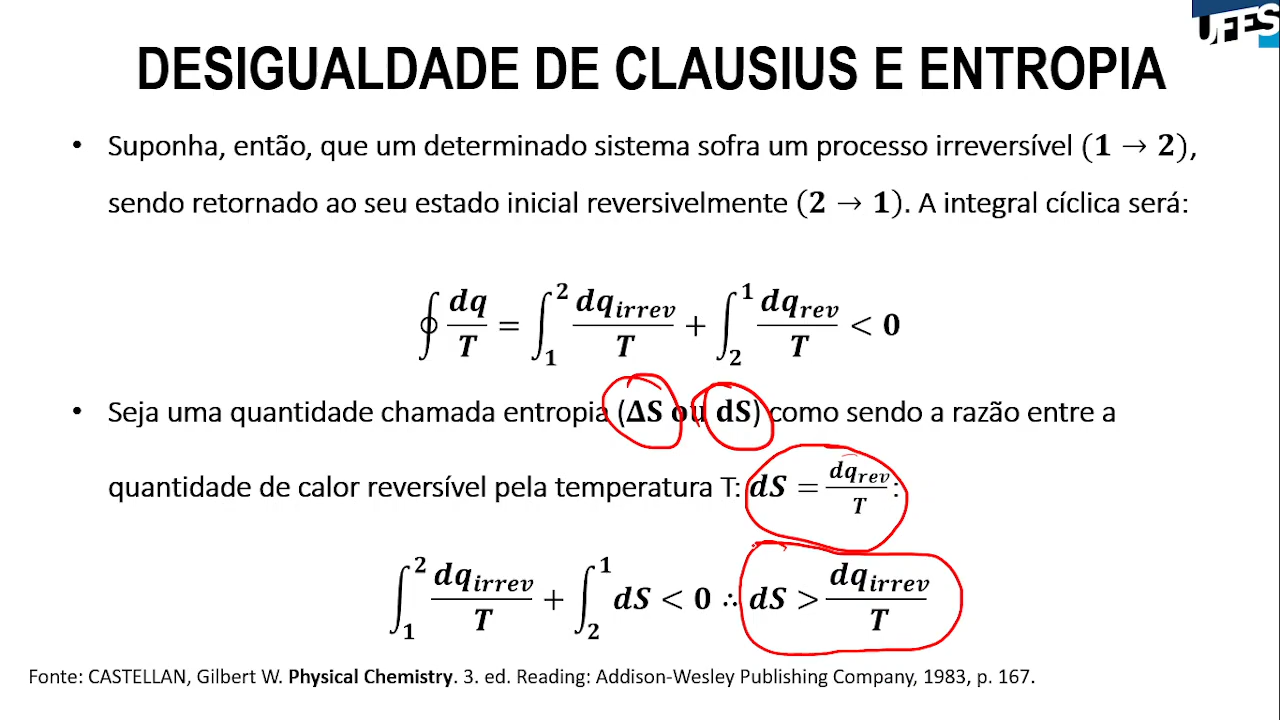 UFES
DESIGUALDADE DE CLAUSIUS E ENTROPIA
• Suponha, então, que um determinado sistema sofra um processo irreversível (1 → 2),
sendo retornado ao seu estado inicial reversivelmente (2 → 1). A integral cíclica será:
∮ dq/T = ∫₁² dq_irrev/T + ∫₂¹ dq_rev/T < 0
• Seja uma quantidade chamada entropia (ΔS ou dS) como sendo a razão entre a
quantidade de calor reversível pela temperatura T: dS = dq_rev/T:
∫₁² dq_irrev/T + ∫₂¹ dS < 0 ∴ dS > dq_irrev/T
Fonte: CASTELLAN, Gilbert W. Physical Chemistry. 3. ed. Reading: Addison-Wesley Publishing Company, 1983, p. 167.